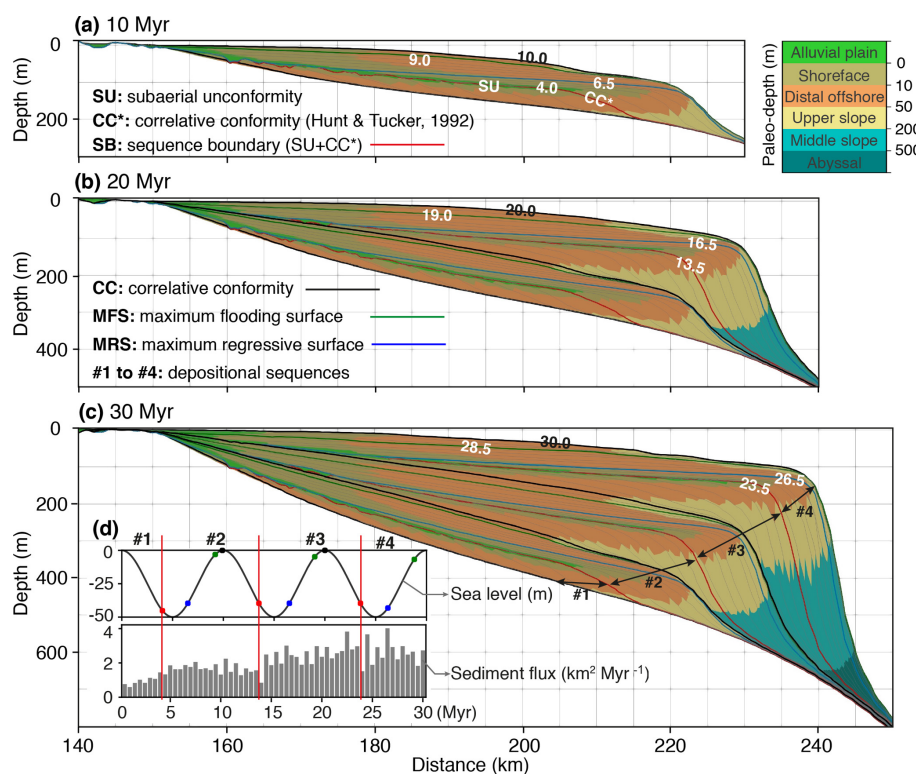 (a) 10 Myr
0
200
Depth (m)
9.0
10.0
SU
4.0
6.5
CC*
SU: subaerial unconformity
CC*: correlative conformity (Hunt & Tucker, 1992)
SB: sequence boundary (SU+CC*)
Paleo-depth (m)
Alluvial plain
Shoreface
Distal offshore
Upper slope
Middle slope
Abyssal
0
10
50
200
500
(b) 20 Myr
0
200
400
Depth (m)
19.0
20.0
16.5
13.5
CC: correlative conformity
MFS: maximum flooding surface
MRS: maximum regressive surface
#1 to #4: depositional sequences
(c) 30 Myr
0
200
400
600
Depth (m)
28.5
30.0
23.5
26.5
#1
#2
#3
#4
(d)
#1 #2 #3 #4
0
-25
-50
Sea level (m)
4
2
0
Sediment flux (km² Myr⁻¹)
0 5 10 15 20 25 30 (Myr)
140 160 180 200 220 240
Distance (km)